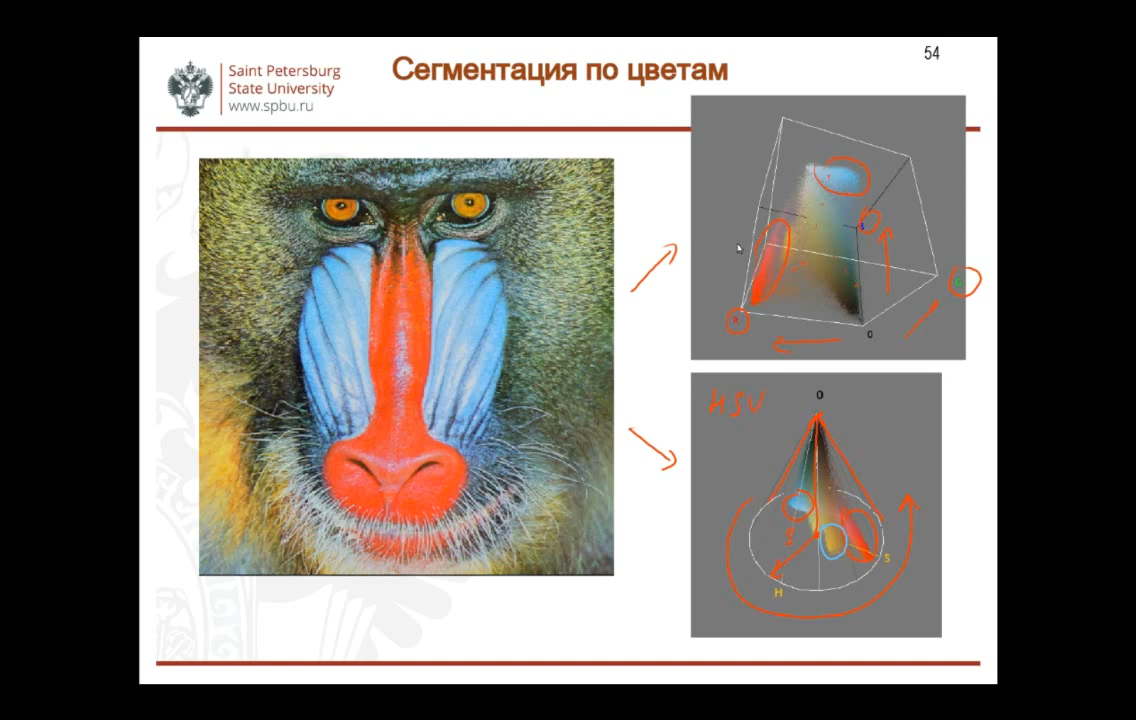 54
Saint Petersburg
State University
www.spbu.ru
Сегментация по цветам
R
0
HSV
0
S
H